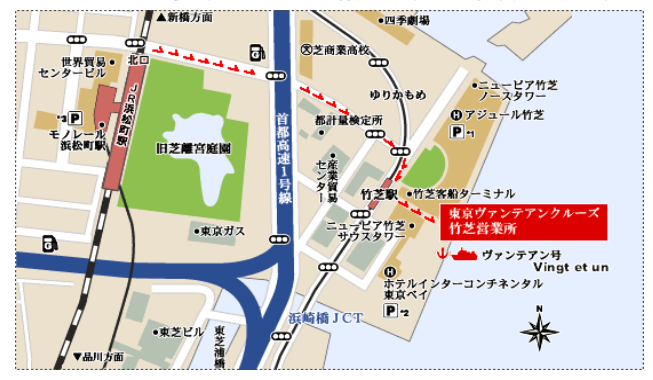 ▲新橋方面
四季劇場
世界貿易
センタービル
北口
芝商業高校
ゆりかもめ
ニューピア竹芝
ノースタワー
H アジュール竹芝
P *1
*3 P
モノレール
浜松町駅
JR浜松町駅
旧芝離宮庭園
首都高速1号線
都計量検定所
産業貿易
センター
竹芝駅
竹芝客船ターミナル
東京ヴァンテアンクルーズ
竹芝営業所
東京ガス
ニューピア竹芝
サウスタワー
ヴァンテアン号
Vingt et un
H
ホテルインターコンチネンタル
東京ベイ
P *2
浜崎橋JCT
東芝ビル
東芝浦橋
▼品川方面
N